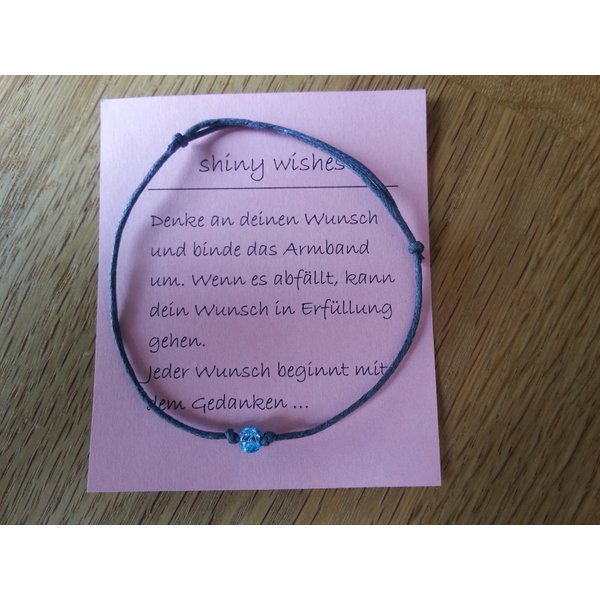 shiny wishes
Denke an deinen Wunsch
und binde das Armband
um. Wenn es abfällt, kann
dein Wunsch in Erfüllung
gehen.
Jeder Wunsch beginnt mit
dem Gedanken ...